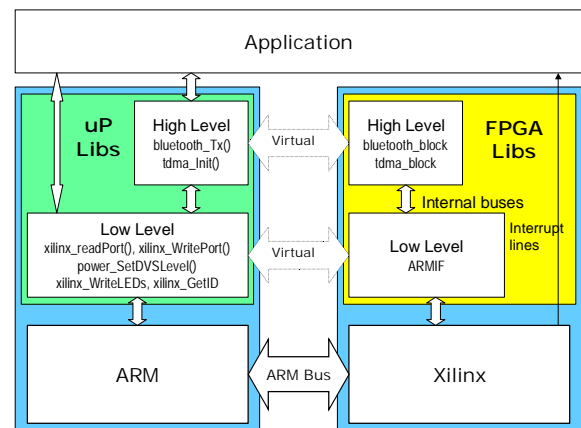 Application
uP
Libs
High Level
bluetooth_Tx()
tdma_Init()
Virtual
High Level
bluetooth_block
tdma_block
FPGA
Libs
Internal buses
Low Level
xilinx_readPort(), xilinx_WritePort()
power_SetDVSLevel()
xilinx_WriteLEDs, xilinx_GetID
Virtual
Low Level
ARMIF
Interrupt
lines
ARM
ARM Bus
Xilinx